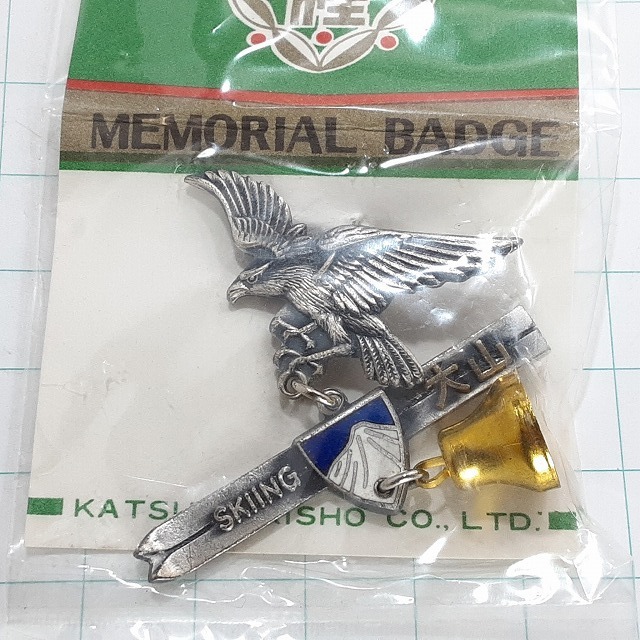 MEMORIAL BADGE
大山
SKIING
KATSU ISHO CO., LTD.